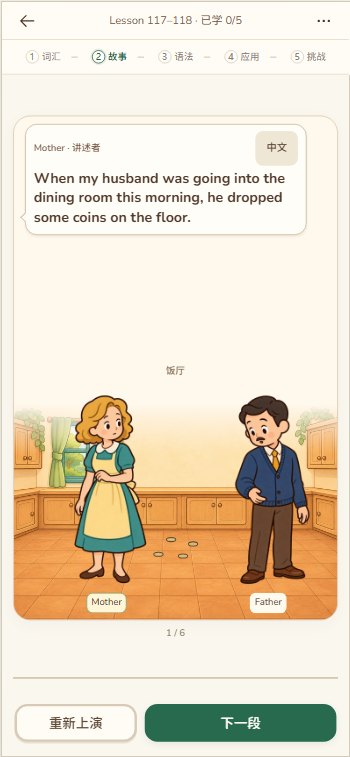 Lesson 117–118 · 已学 0/5
1 词汇 — 2 故事 — 3 语法 — 4 应用 — 5 挑战
Mother · 讲述者
中文
When my husband was going into the
dining room this morning, he dropped
some coins on the floor.
饭厅
Mother
Father
1 / 6
重新上演
下一段